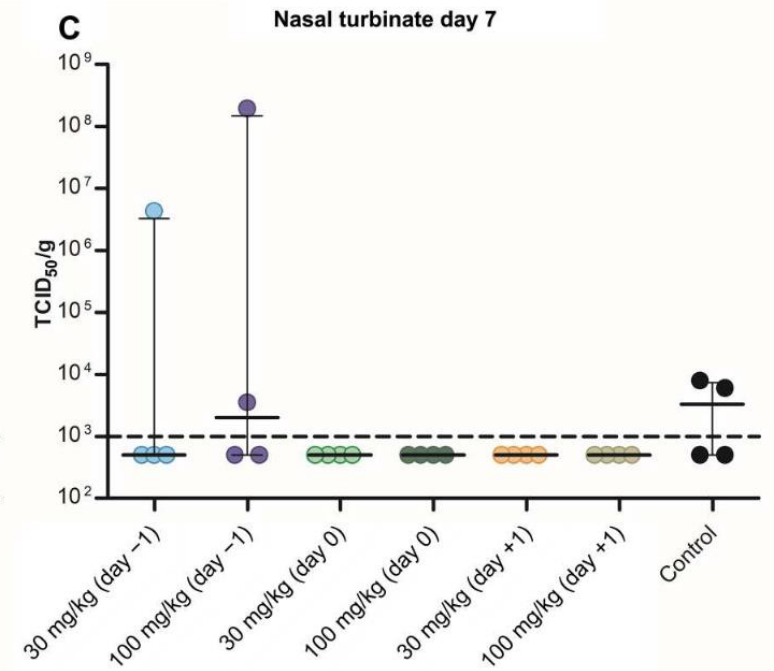 C
Nasal turbinate day 7
TCID50/g
10^9
10^8
10^7
10^6
10^5
10^4
10^3
10^2
30 mg/kg (day −1)
100 mg/kg (day −1)
30 mg/kg (day 0)
100 mg/kg (day 0)
30 mg/kg (day +1)
100 mg/kg (day +1)
Control